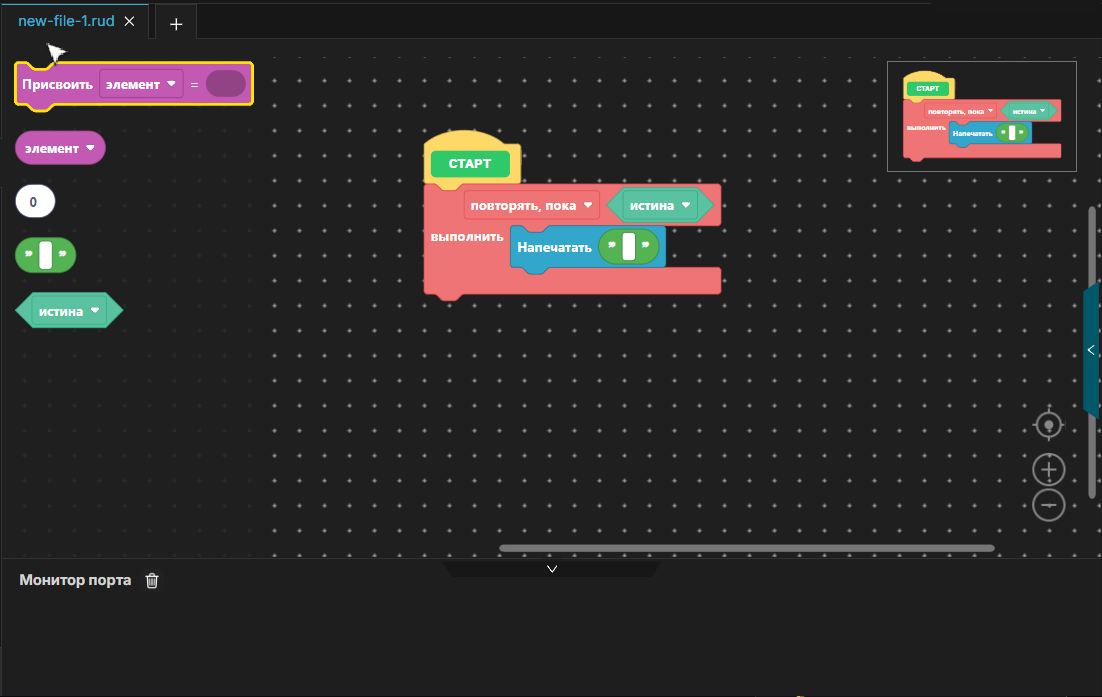 new-file-1.rud
Присвоить элемент =
элемент
0
" "
истина
СТАРТ
повторять, пока истина
выполнить Напечатать " "
СТАРТ
повторять, пока истина
выполнить Напечатать " "
Монитор порта